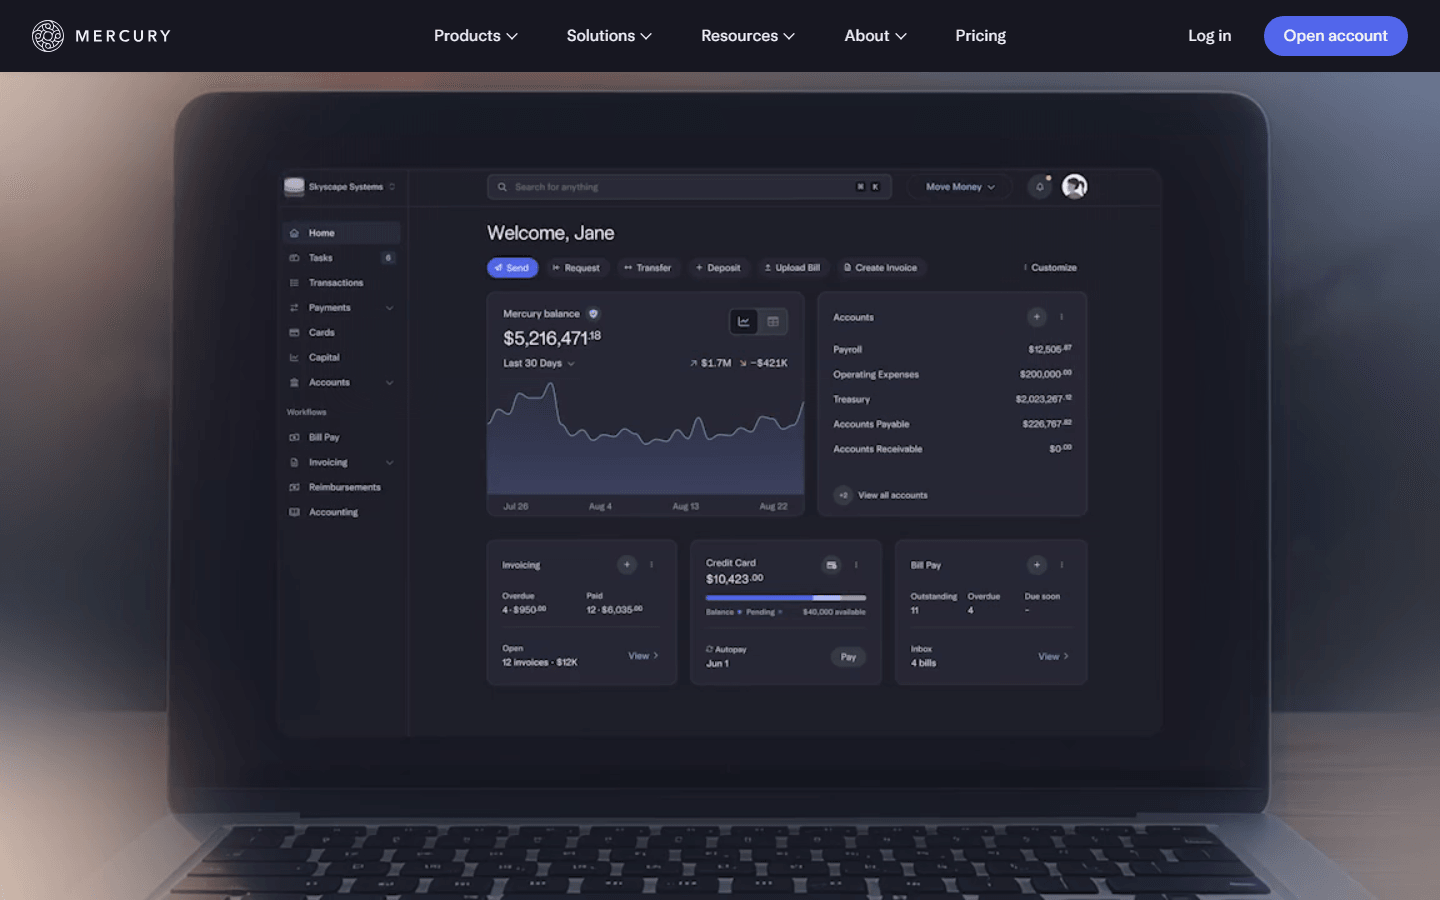 MERCURY
Products
Solutions
Resources
About
Pricing
Log in
Open account
Skyscape Systems
Search for anything
⌘ K
Move Money
Home
Tasks 6
Transactions
Payments
Cards
Capital
Accounts
Workflows
Bill Pay
Invoicing
Reimbursements
Accounting
Welcome, Jane
Send
Request
Transfer
Deposit
Upload Bill
Create Invoice
Customize
Mercury balance
$5,216,471.18
Last 30 Days
$1.7M
−$421K
Jul 26
Aug 4
Aug 13
Aug 22
Accounts
Payroll $12,505.67
Operating Expenses $200,000.00
Treasury $2,023,267.12
Accounts Payable $226,767.82
Accounts Receivable $0.00
+2 View all accounts
Invoicing
Overdue
4 · $950.00
Paid
12 · $6,035.00
Open
12 invoices · $12K
View
Credit Card
$10,423.00
Balance
Pending
$40,000 available
Autopay
Jun 1
Pay
Bill Pay
Outstanding
11
Overdue
4
Due soon
–
Inbox
4 bills
View